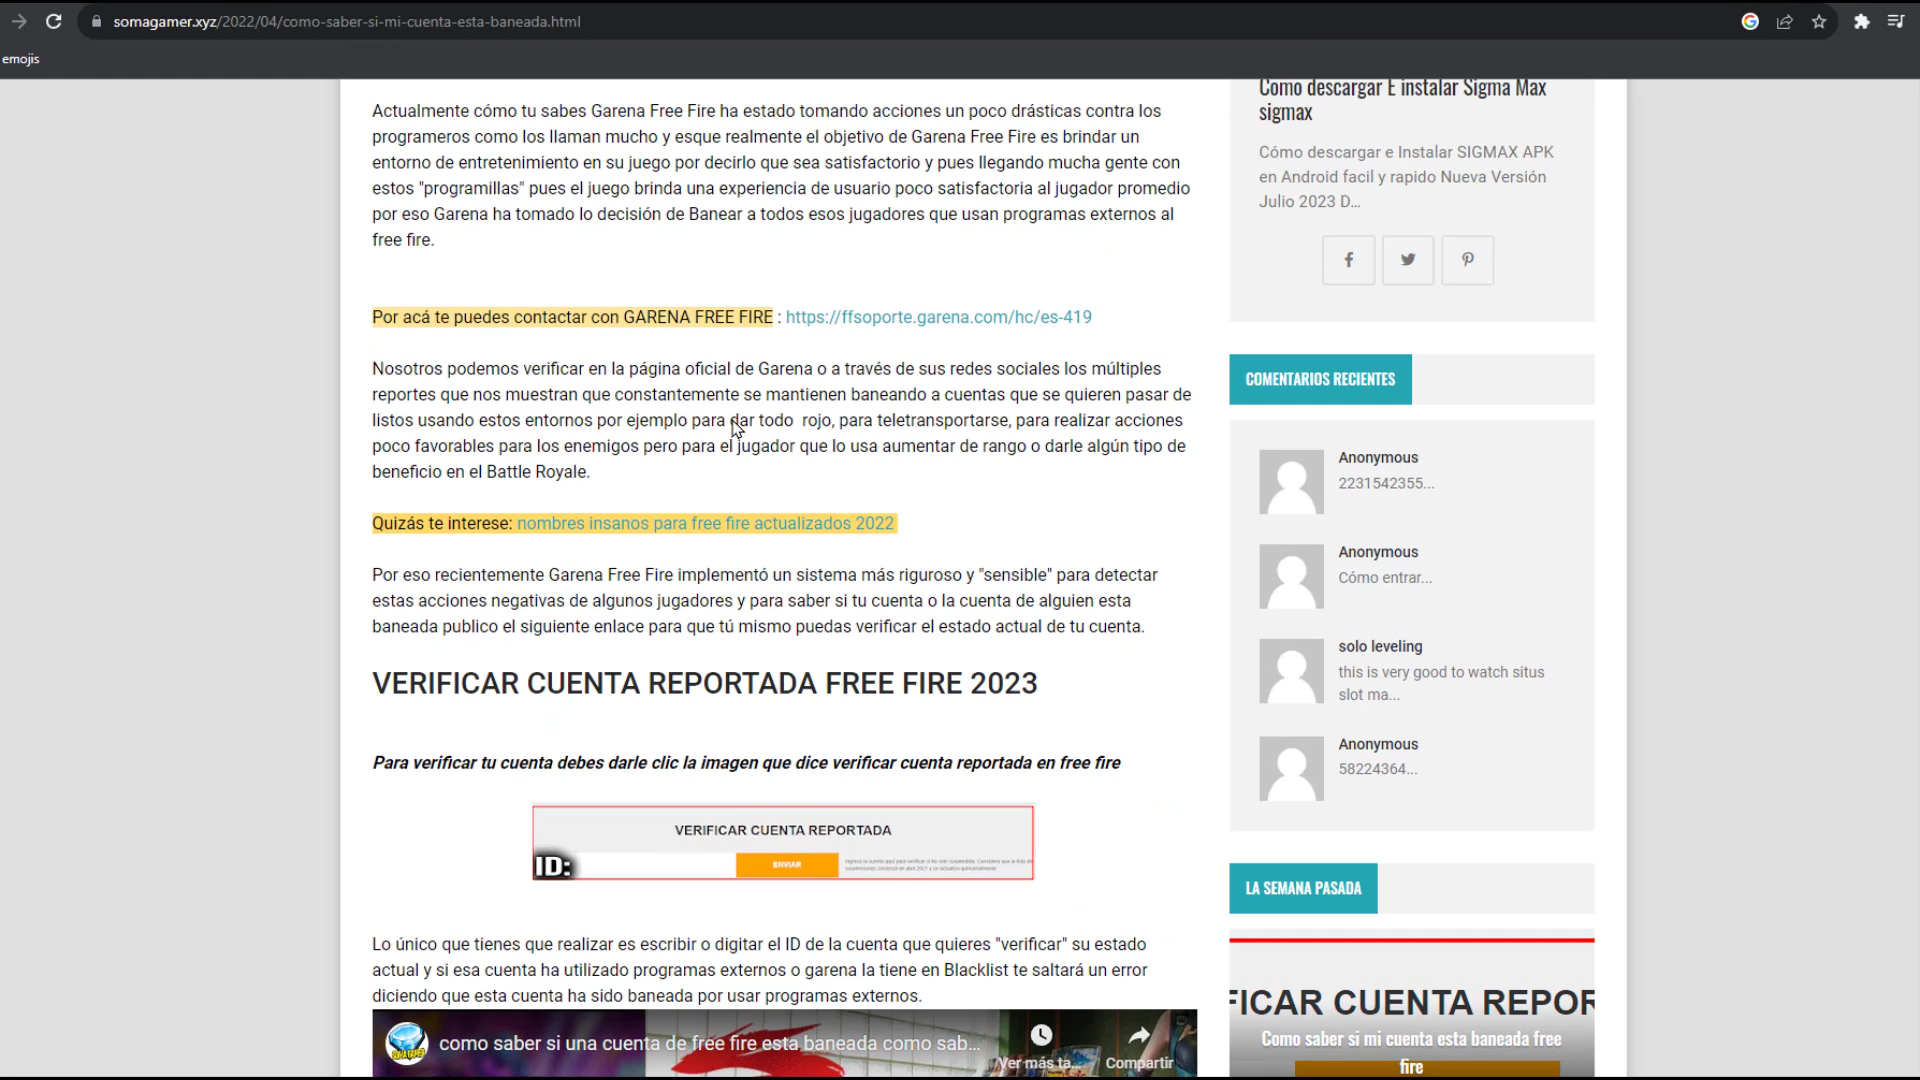 somagamer.xyz/2022/04/como-saber-si-mi-cuenta-esta-baneada.html
emojis
Actualmente cómo tu sabes Garena Free Fire ha estado tomando acciones un poco drásticas contra los
programeros como los llaman mucho y esque realmente el objetivo de Garena Free Fire es brindar un
entorno de entretenimiento en su juego por decirlo que sea satisfactorio y pues llegando mucha gente con
estos "programillas" pues el juego brinda una experiencia de usuario poco satisfactoria al jugador promedio
por eso Garena ha tomado lo decisión de Banear a todos esos jugadores que usan programas externos al
free fire.
Por acá te puedes contactar con GARENA FREE FIRE : https://ffsoporte.garena.com/hc/es-419
Nosotros podemos verificar en la página oficial de Garena o a través de sus redes sociales los múltiples
reportes que nos muestran que constantemente se mantienen baneando a cuentas que se quieren pasar de
listos usando estos entornos por ejemplo para dar todo  rojo, para teletransportarse, para realizar acciones
poco favorables para los enemigos pero para el jugador que lo usa aumentar de rango o darle algún tipo de
beneficio en el Battle Royale.
Quizás te interese: nombres insanos para free fire actualizados 2022
Por eso recientemente Garena Free Fire implementó un sistema más riguroso y "sensible" para detectar
estas acciones negativas de algunos jugadores y para saber si tu cuenta o la cuenta de alguien esta
baneada publico el siguiente enlace para que tú mismo puedas verificar el estado actual de tu cuenta.
VERIFICAR CUENTA REPORTADA FREE FIRE 2023
Para verificar tu cuenta debes darle clic la imagen que dice verificar cuenta reportada en free fire
VERIFICAR CUENTA REPORTADA
ID:
ENVIAR
Lo único que tienes que realizar es escribir o digitar el ID de la cuenta que quieres "verificar" su estado
actual y si esa cuenta ha utilizado programas externos o garena la tiene en Blacklist te saltará un error
diciendo que esta cuenta ha sido baneada por usar programas externos.
como saber si una cuenta de free fire esta baneada como sab...
Ver más ta...
Compartir
Como descargar E instalar Sigma Max
sigmax
Cómo descargar e Instalar SIGMAX APK
en Android facil y rapido Nueva Versión
Julio 2023 D...
COMENTARIOS RECIENTES
Anonymous
2231542355...
Anonymous
Cómo entrar...
solo leveling
this is very good to watch situs
slot ma...
Anonymous
58224364...
LA SEMANA PASADA
FICAR CUENTA REPOR
Como saber si mi cuenta esta baneada free
fire